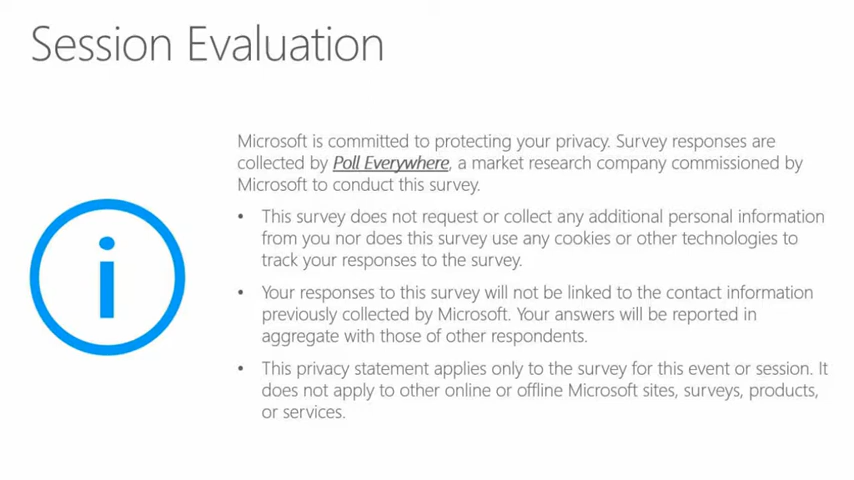 Session Evaluation
Microsoft is committed to protecting your privacy. Survey responses are
collected by Poll Everywhere, a market research company commissioned by
Microsoft to conduct this survey.
• This survey does not request or collect any additional personal information
from you nor does this survey use any cookies or other technologies to
track your responses to the survey.
• Your responses to this survey will not be linked to the contact information
previously collected by Microsoft. Your answers will be reported in
aggregate with those of other respondents.
• This privacy statement applies only to the survey for this event or session. It
does not apply to other online or offline Microsoft sites, surveys, products,
or services.